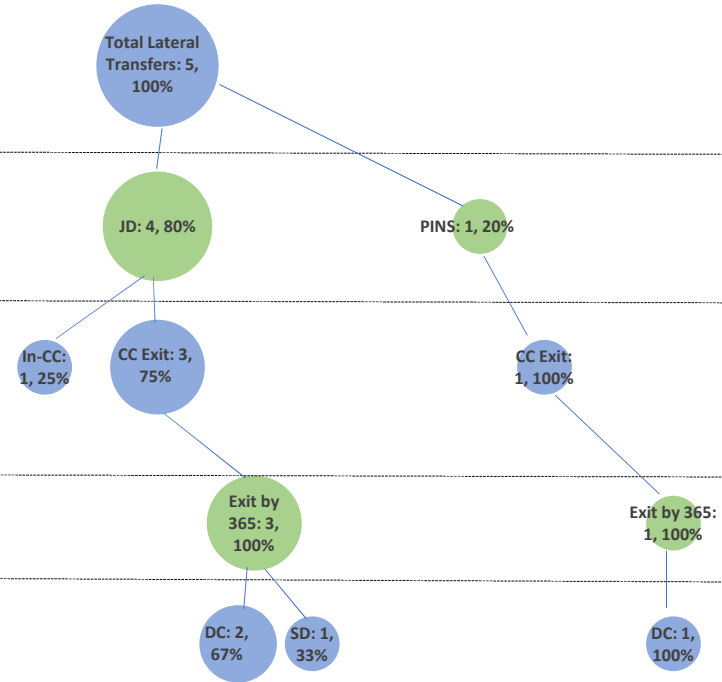 Total Lateral
Transfers: 5,
100%
JD: 4, 80%
PINS: 1, 20%
In-CC:
1, 25%
CC Exit: 3,
75%
CC Exit:
1, 100%
Exit by
365: 3,
100%
Exit by 365:
1, 100%
DC: 2,
67%
SD: 1,
33%
DC: 1,
100%